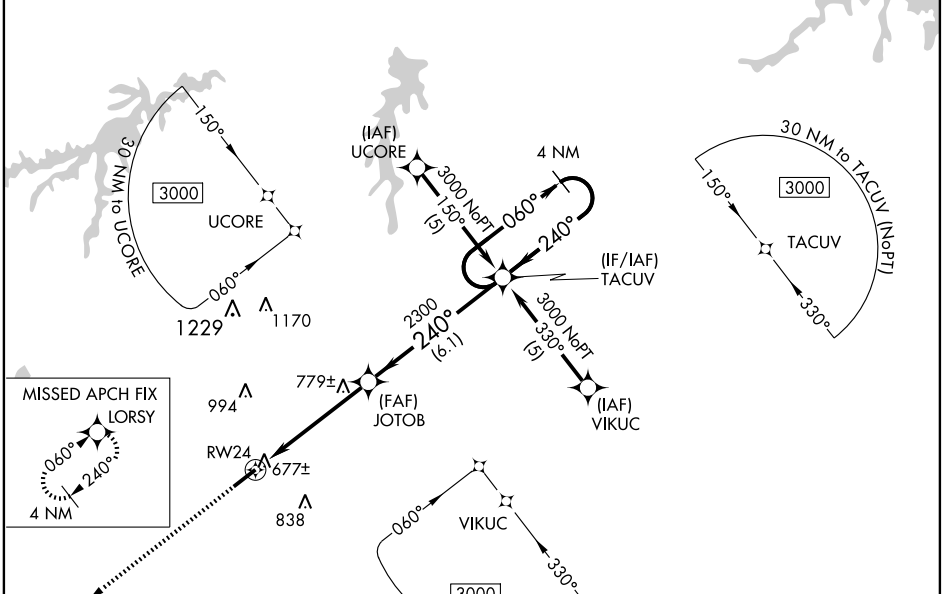 150°
30 NM to UCORE
3000
UCORE
060°
1229
1170
(IAF)
UCORE
3000 NoPT
150°
(5)
4 NM
060°
240°
(IF/IAF)
TACUV
30 NM to TACUV (NoPT)
150°
3000
TACUV
330°
2300
240°
(6.1)
3000 NoPT
330°
(5)
(IAF)
VIKUC
779±
(FAF)
JOTOB
994
MISSED APCH FIX
LORSY
060°
240°
4 NM
RW24
677±
838
060°
VIKUC
330°
3000